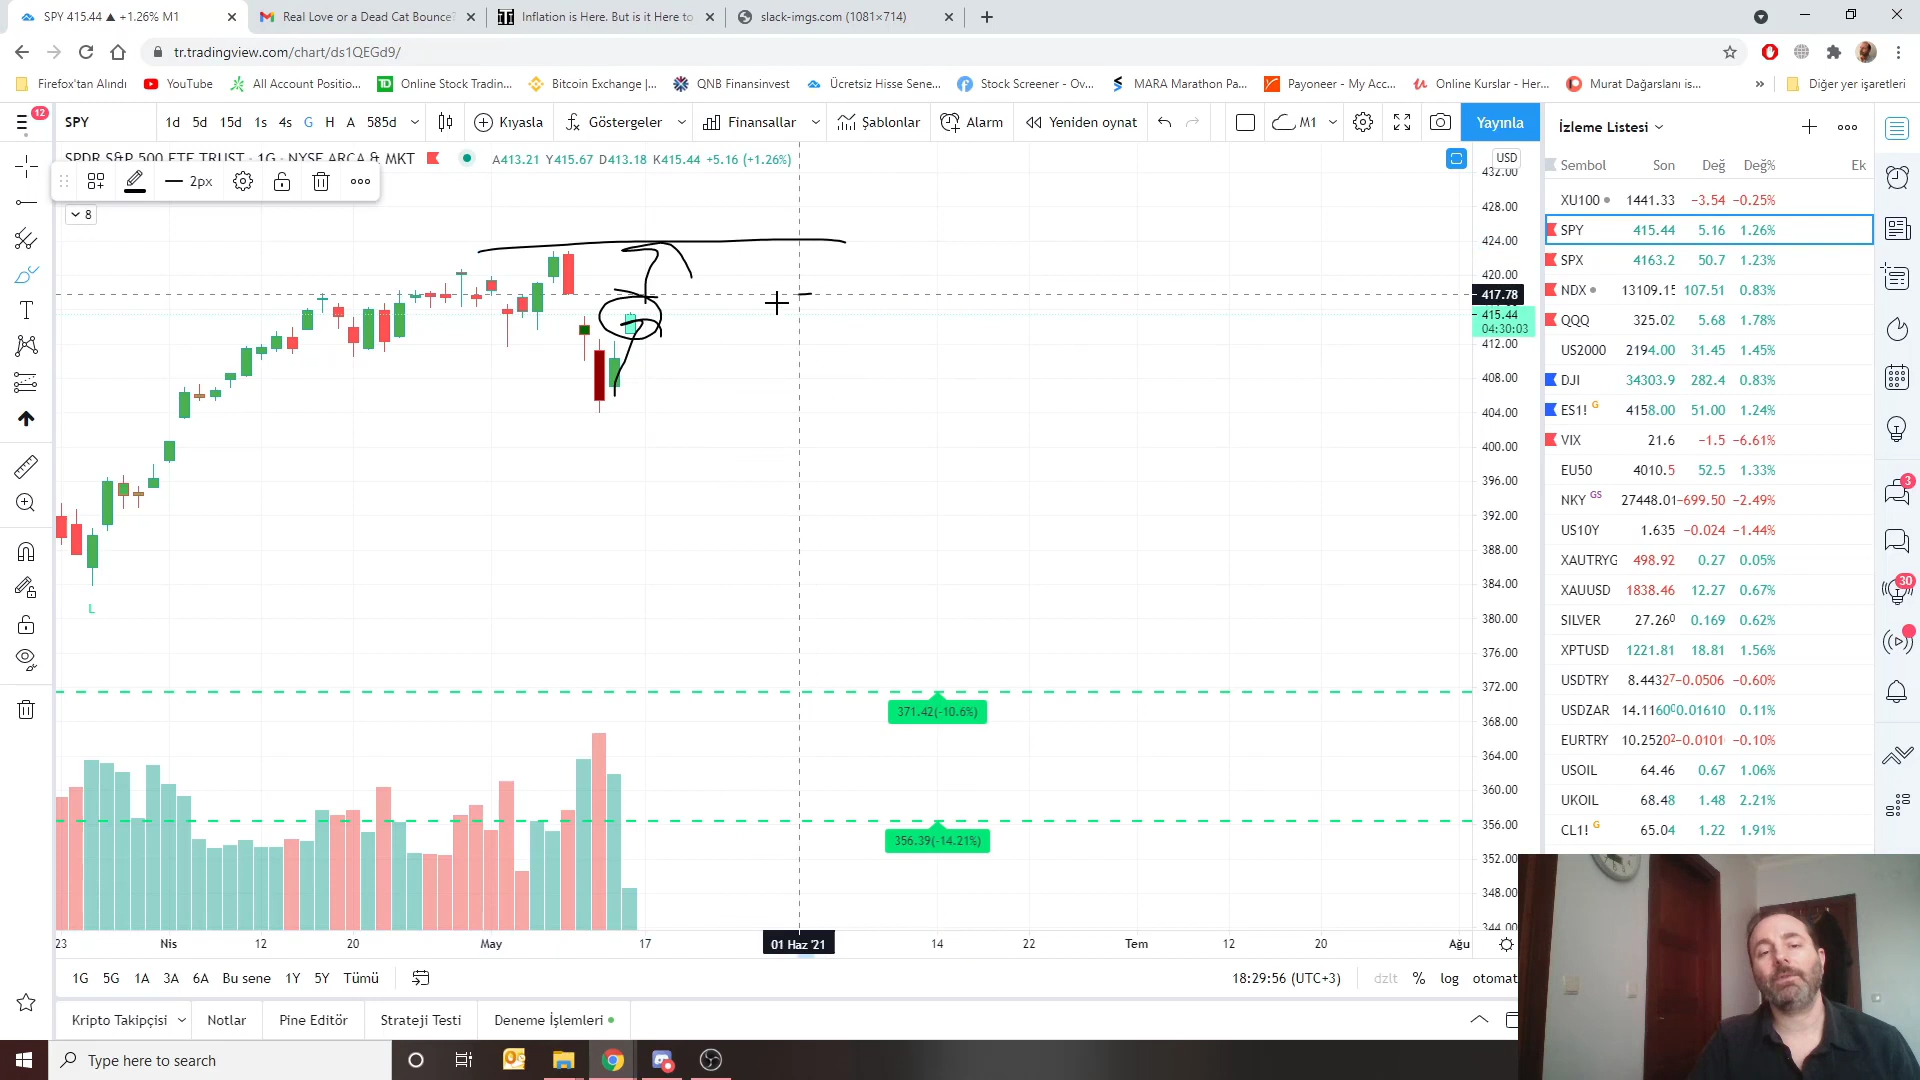 SPY 415.44 ▲ +1.26% M1
Real Love or a Dead Cat Bounce?
Inflation is Here. But is it Here to
slack-imgs.com (1081×714)
tr.tradingview.com/chart/ds1QEGd9/
Firefox'tan Alındı
YouTube
All Account Positio...
Online Stock Tradin...
Bitcoin Exchange |...
QNB Finansinvest
Ücretsiz Hisse Sene...
Stock Screener - Ov...
MARA Marathon Pa...
Payoneer - My Acc...
Online Kurslar - Her...
Murat Dağarslanı is...
»
Diğer yer işaretleri
12
SPY
1d 5d 15d 1s 4s G H A 585d
Kıyasla
Göstergeler
Finansallar
Şablonlar
Alarm
Yeniden oynat
M1
Yayınla
SPDR S&P 500 ETF TRUST · 1G · NYSE ARCA & MKT
A413.21 Y415.67 D413.18 K415.44 +5.16 (+1.26%)
2px
8
USD
432.00
428.00
424.00
420.00
417.78
415.44
04:30:03
412.00
408.00
404.00
400.00
396.00
392.00
388.00
384.00
380.00
376.00
372.00
368.00
364.00
360.00
356.00
352.00
348.00
344.00
L
371.42(-10.6%)
356.39(-14.21%)
23 Nis 12 20 May 17 01 Haz '21 14 22 Tem 12 20 Ağu
1G 5G 1A 3A 6A Bu sene 1Y 5Y Tümü
18:29:56 (UTC+3)
dzlt % log otomat
Kripto Takipçisi
Notlar
Pine Editör
Strateji Testi
Deneme İşlemleri
İzleme Listesi
Sembol Son Değ Değ% Ek
XU100 1441.33 −3.54 −0.25%
SPY 415.44 5.16 1.26%
SPX 4163.2 50.7 1.23%
NDX 13109.15 107.51 0.83%
QQQ 325.02 5.68 1.78%
US2000 2194.00 31.45 1.45%
DJI 34303.9 282.4 0.83%
ES1! G 4158.00 51.00 1.24%
VIX 21.6 −1.5 −6.61%
EU50 4010.5 52.5 1.33%
NKY GS 27448.01 −699.50 −2.49%
US10Y 1.635 −0.024 −1.44%
XAUTRYG 498.92 0.27 0.05%
XAUUSD 1838.46 12.27 0.67%
SILVER 27.260 0.169 0.62%
XPTUSD 1221.81 18.81 1.56%
USDTRY 8.44327 −0.0506 −0.60%
USDZAR 14.11600 0.01610 0.11%
EURTRY 10.25202 −0.0101 −0.10%
USOIL 64.46 0.67 1.06%
UKOIL 68.48 1.48 2.21%
CL1! G 65.04 1.22 1.91%
3
30
Type here to search